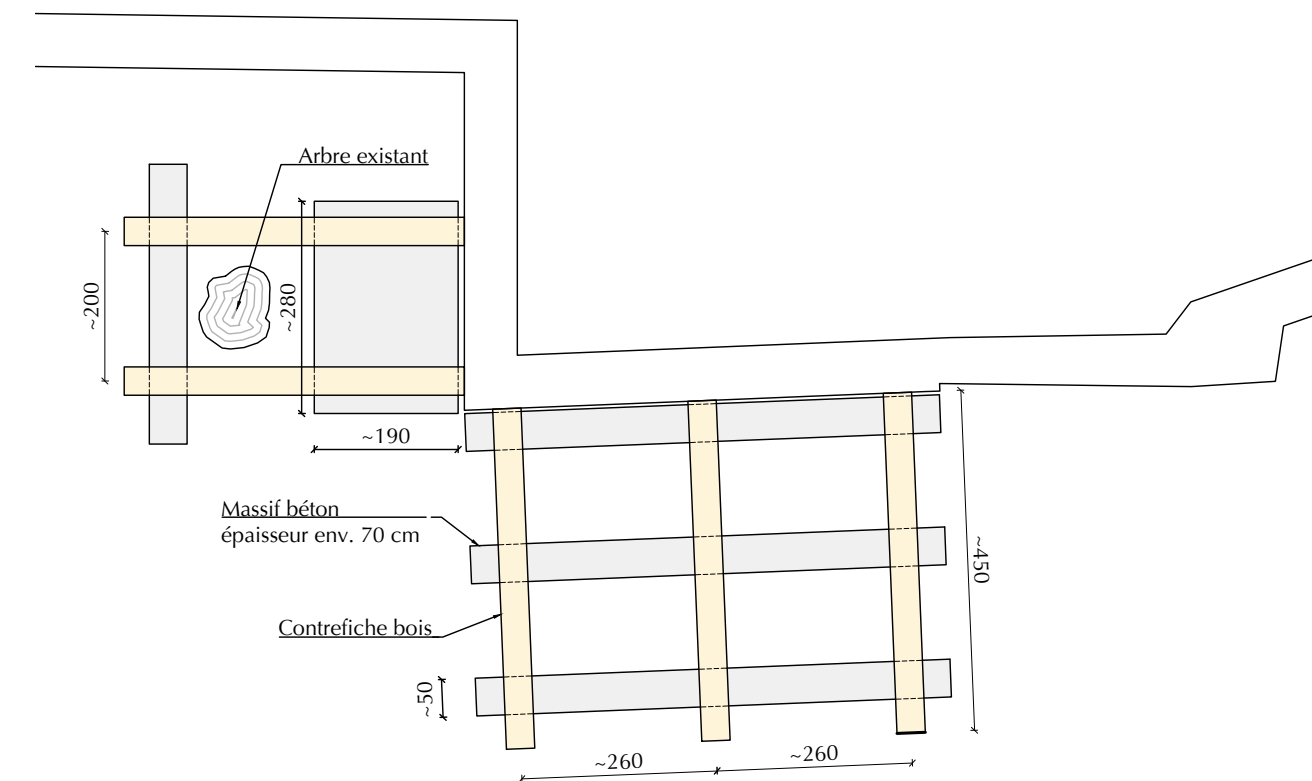 Arbre existant
~200
~280
~190
Massif béton
épaisseur env. 70 cm
~450
Contrefiche bois
~50
~260
~260